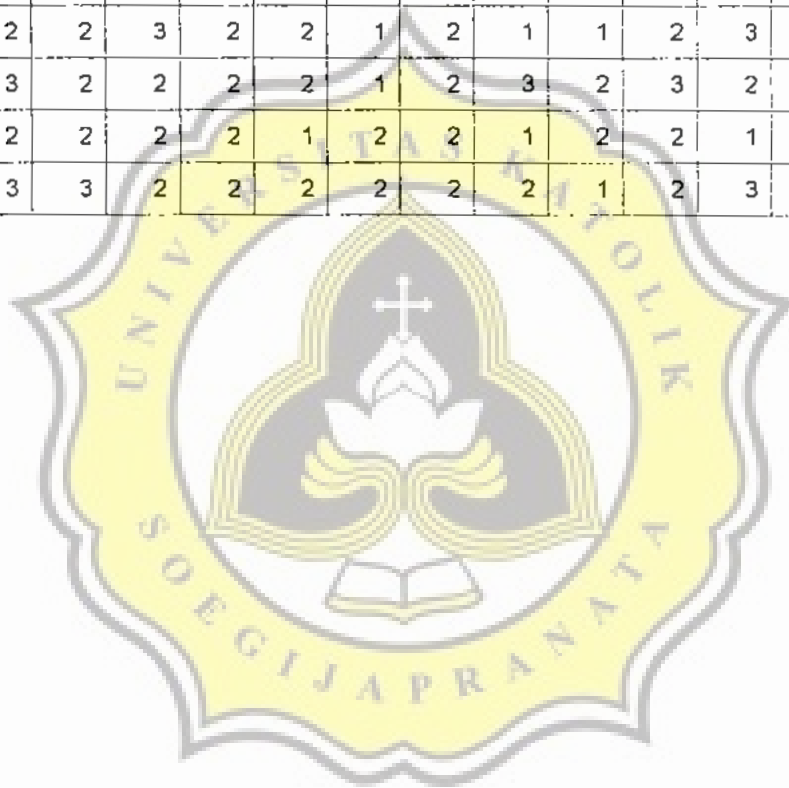 2 2 3 2 2 1 2 1 1 2 3
3 2 2 2 2 1 2 3 2 3 2
2 2 2 2 1 2 2 1 2 2 1
3 3 2 2 2 2 2 2 1 2 3
UNIVERSITAS KATOLIK
SOEGIJAPRANATA